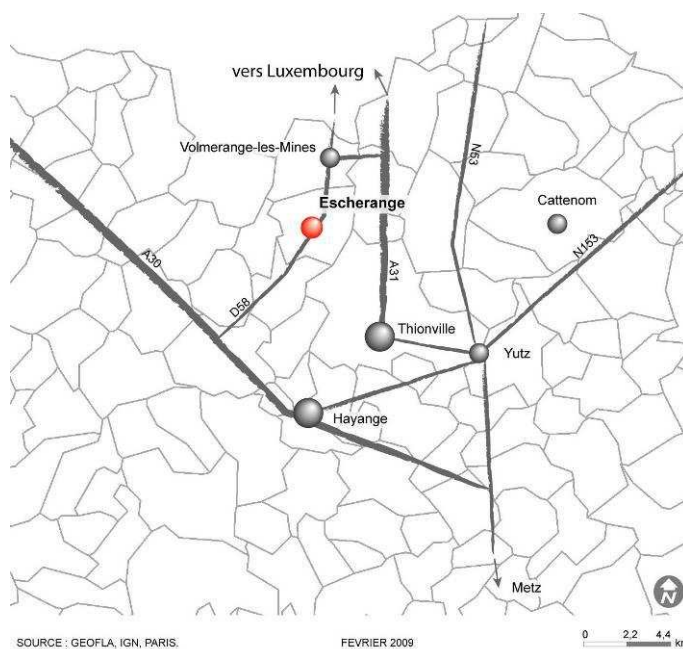 vers Luxembourg
Volmerange-les-Mines
N53
Escherange
Cattenom
N153
A30
A31
D58
Thionville
Yutz
Hayange
Metz
N
SOURCE : GEOFLA, IGN, PARIS.
FEVRIER 2009
0 2,2 4,4 km